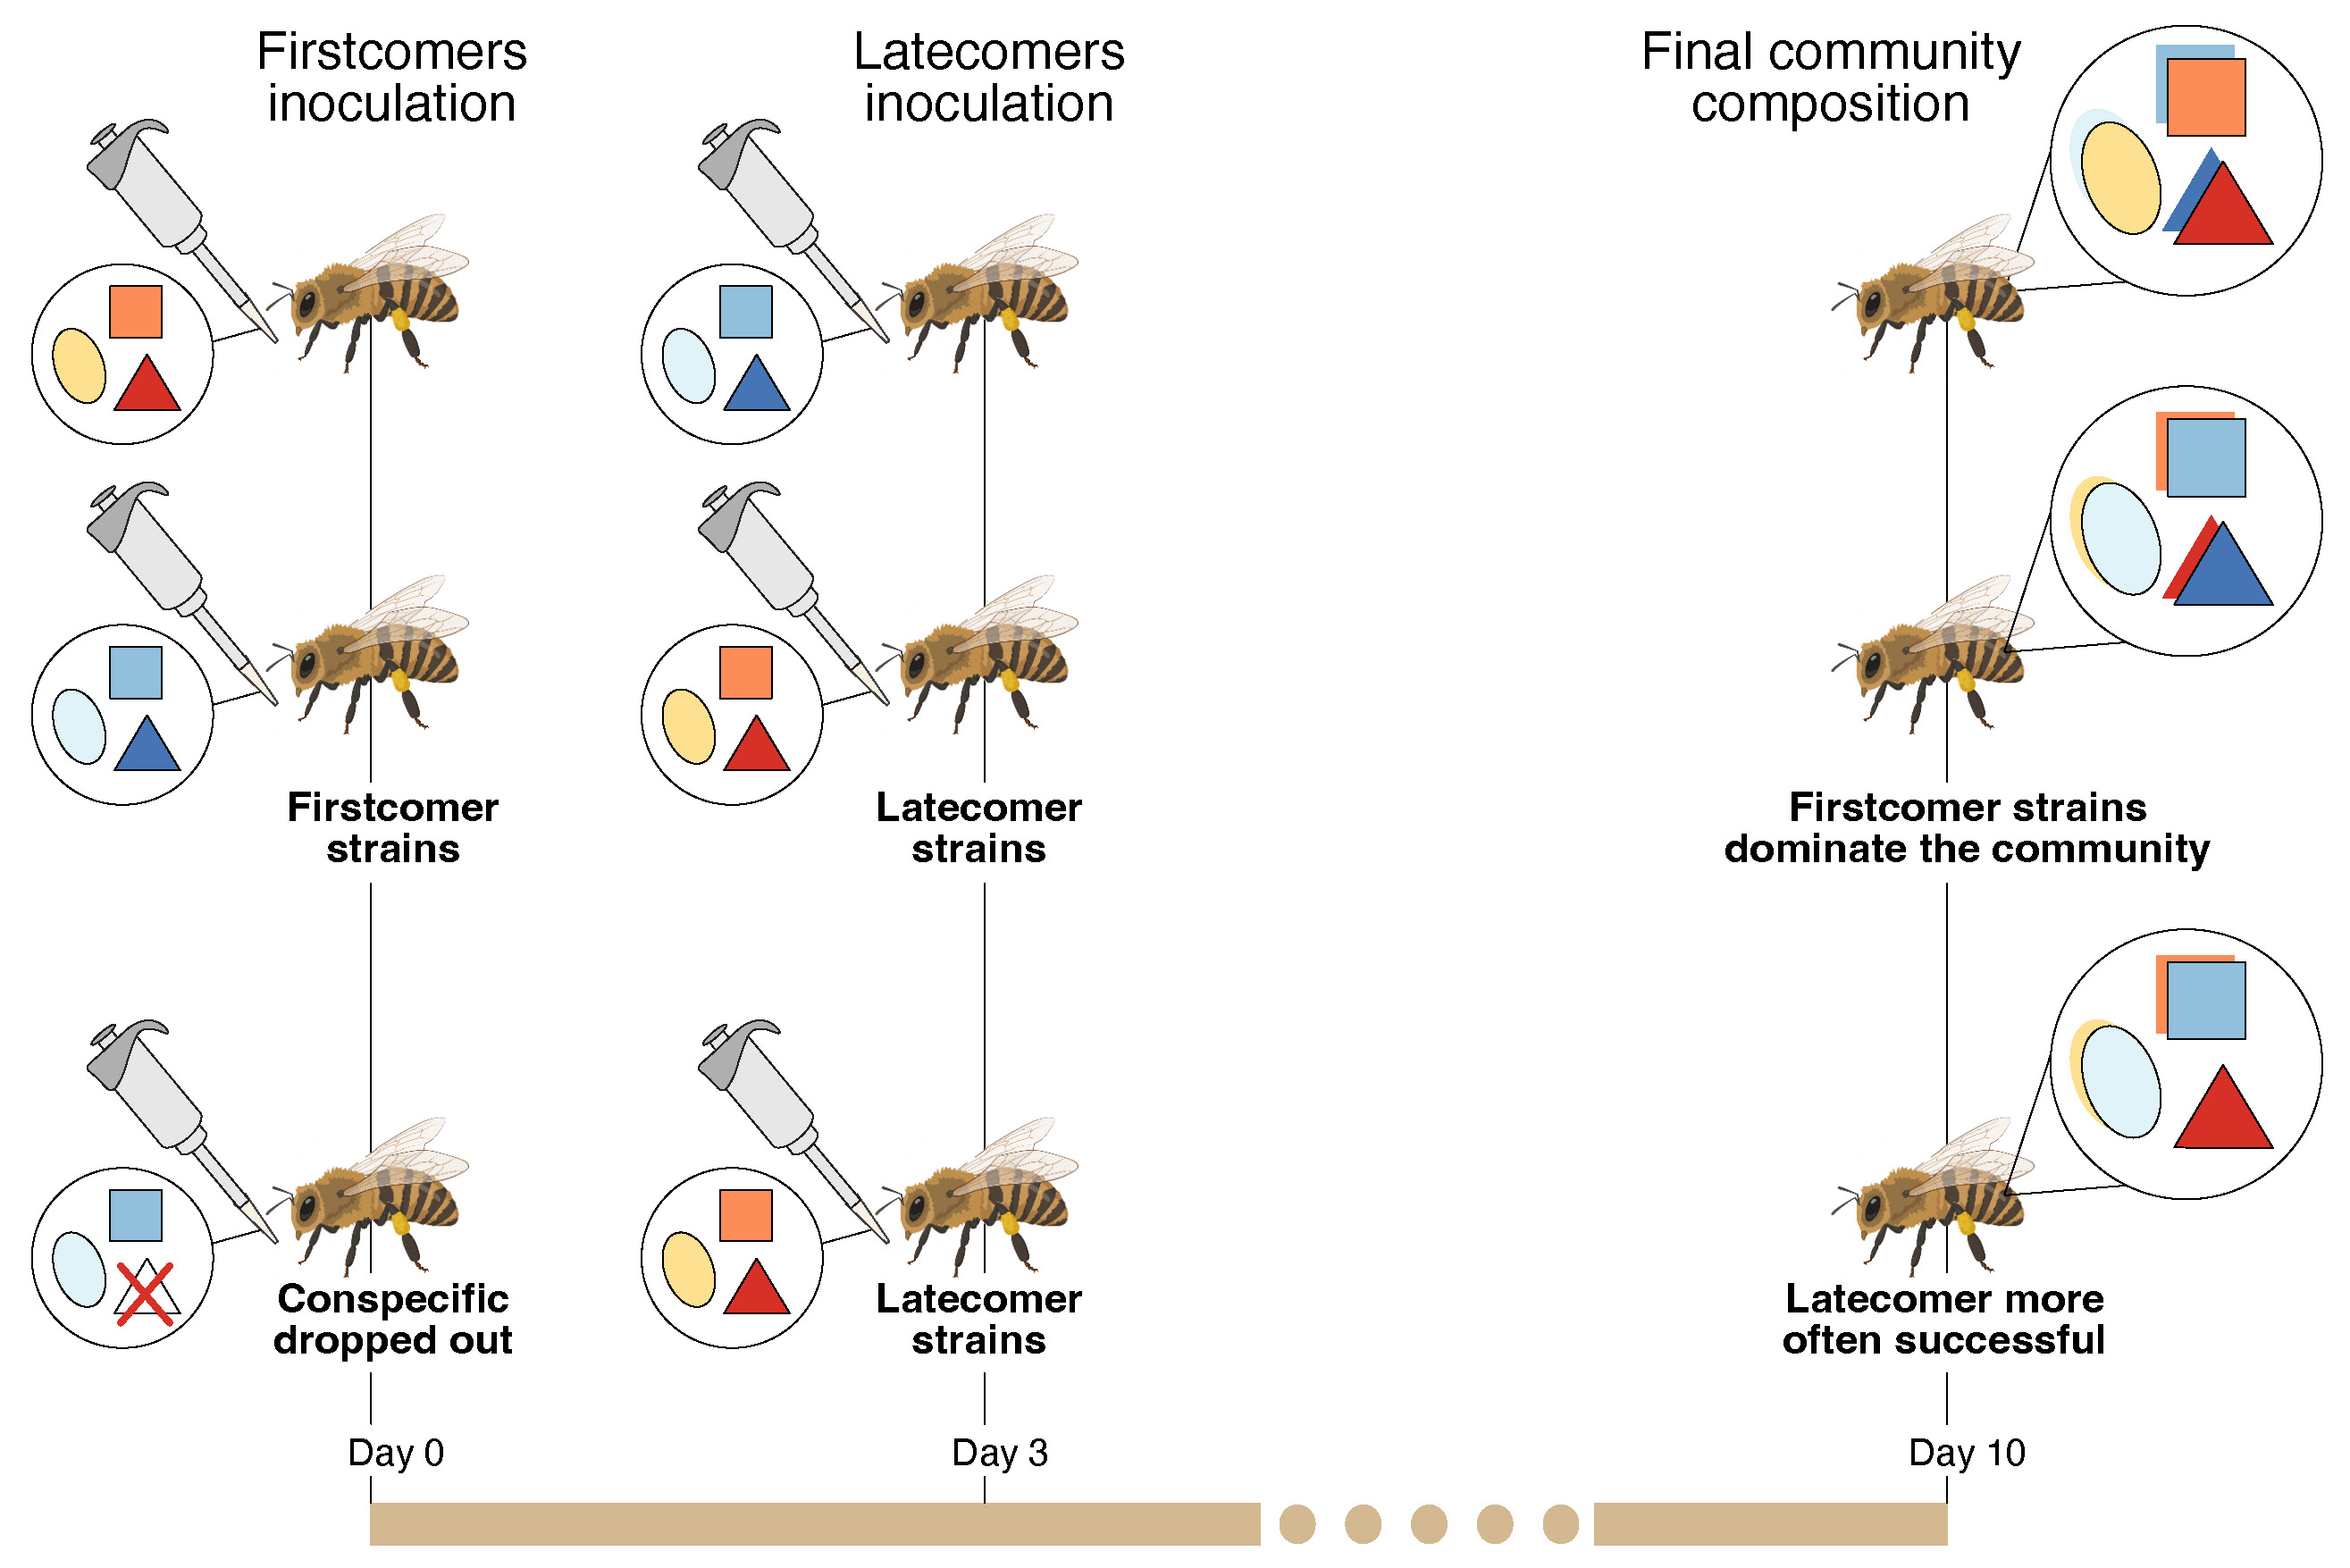 Firstcomers
inoculation
Latecomers
inoculation
Final community
composition
Firstcomer
strains
Latecomer
strains
Firstcomer strains
dominate the community
Conspecific
dropped out
Latecomer
strains
Latecomer more
often successful
Day 0
Day 3
Day 10